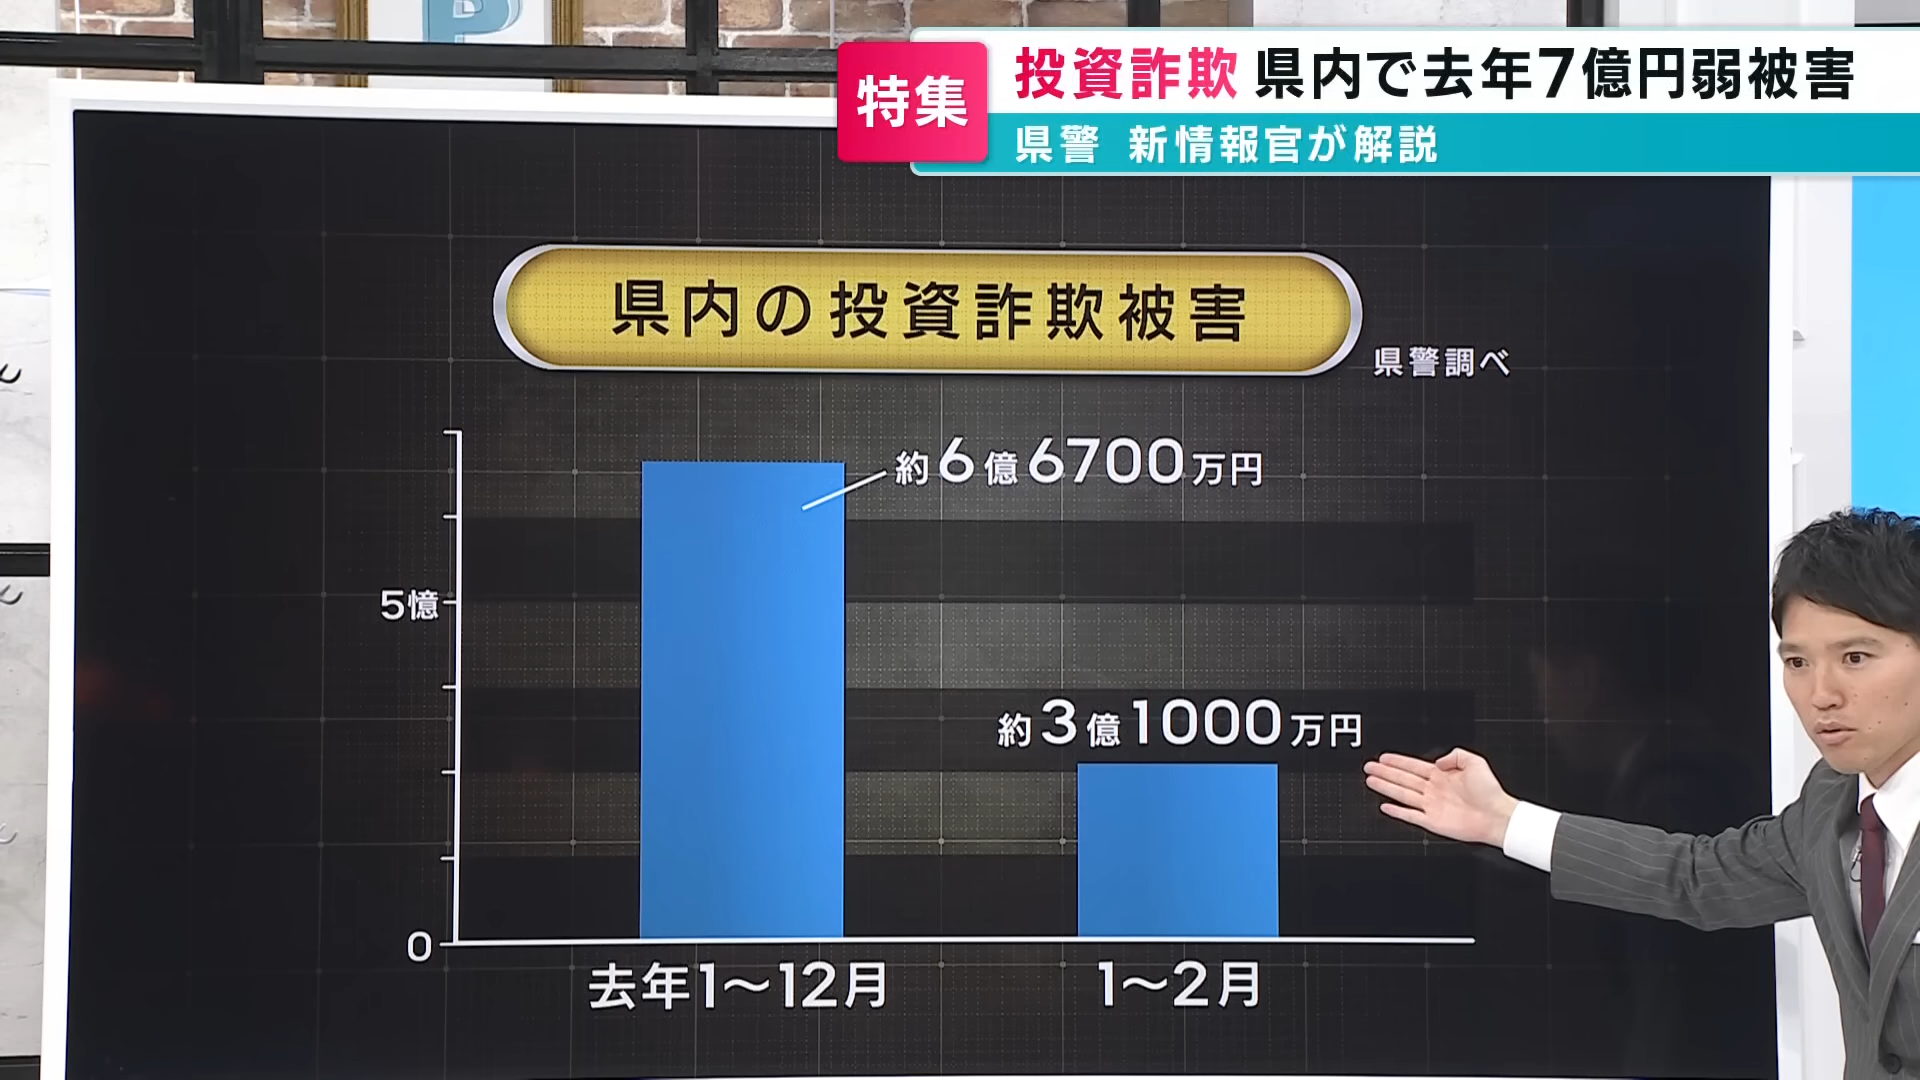 P
特集
投資詐欺 県内で去年7億円弱被害
県警 新情報官が解説
県内の投資詐欺被害
県警調べ
約6億6700万円
5憶
約3億1000万円
0
去年1〜12月
1〜2月